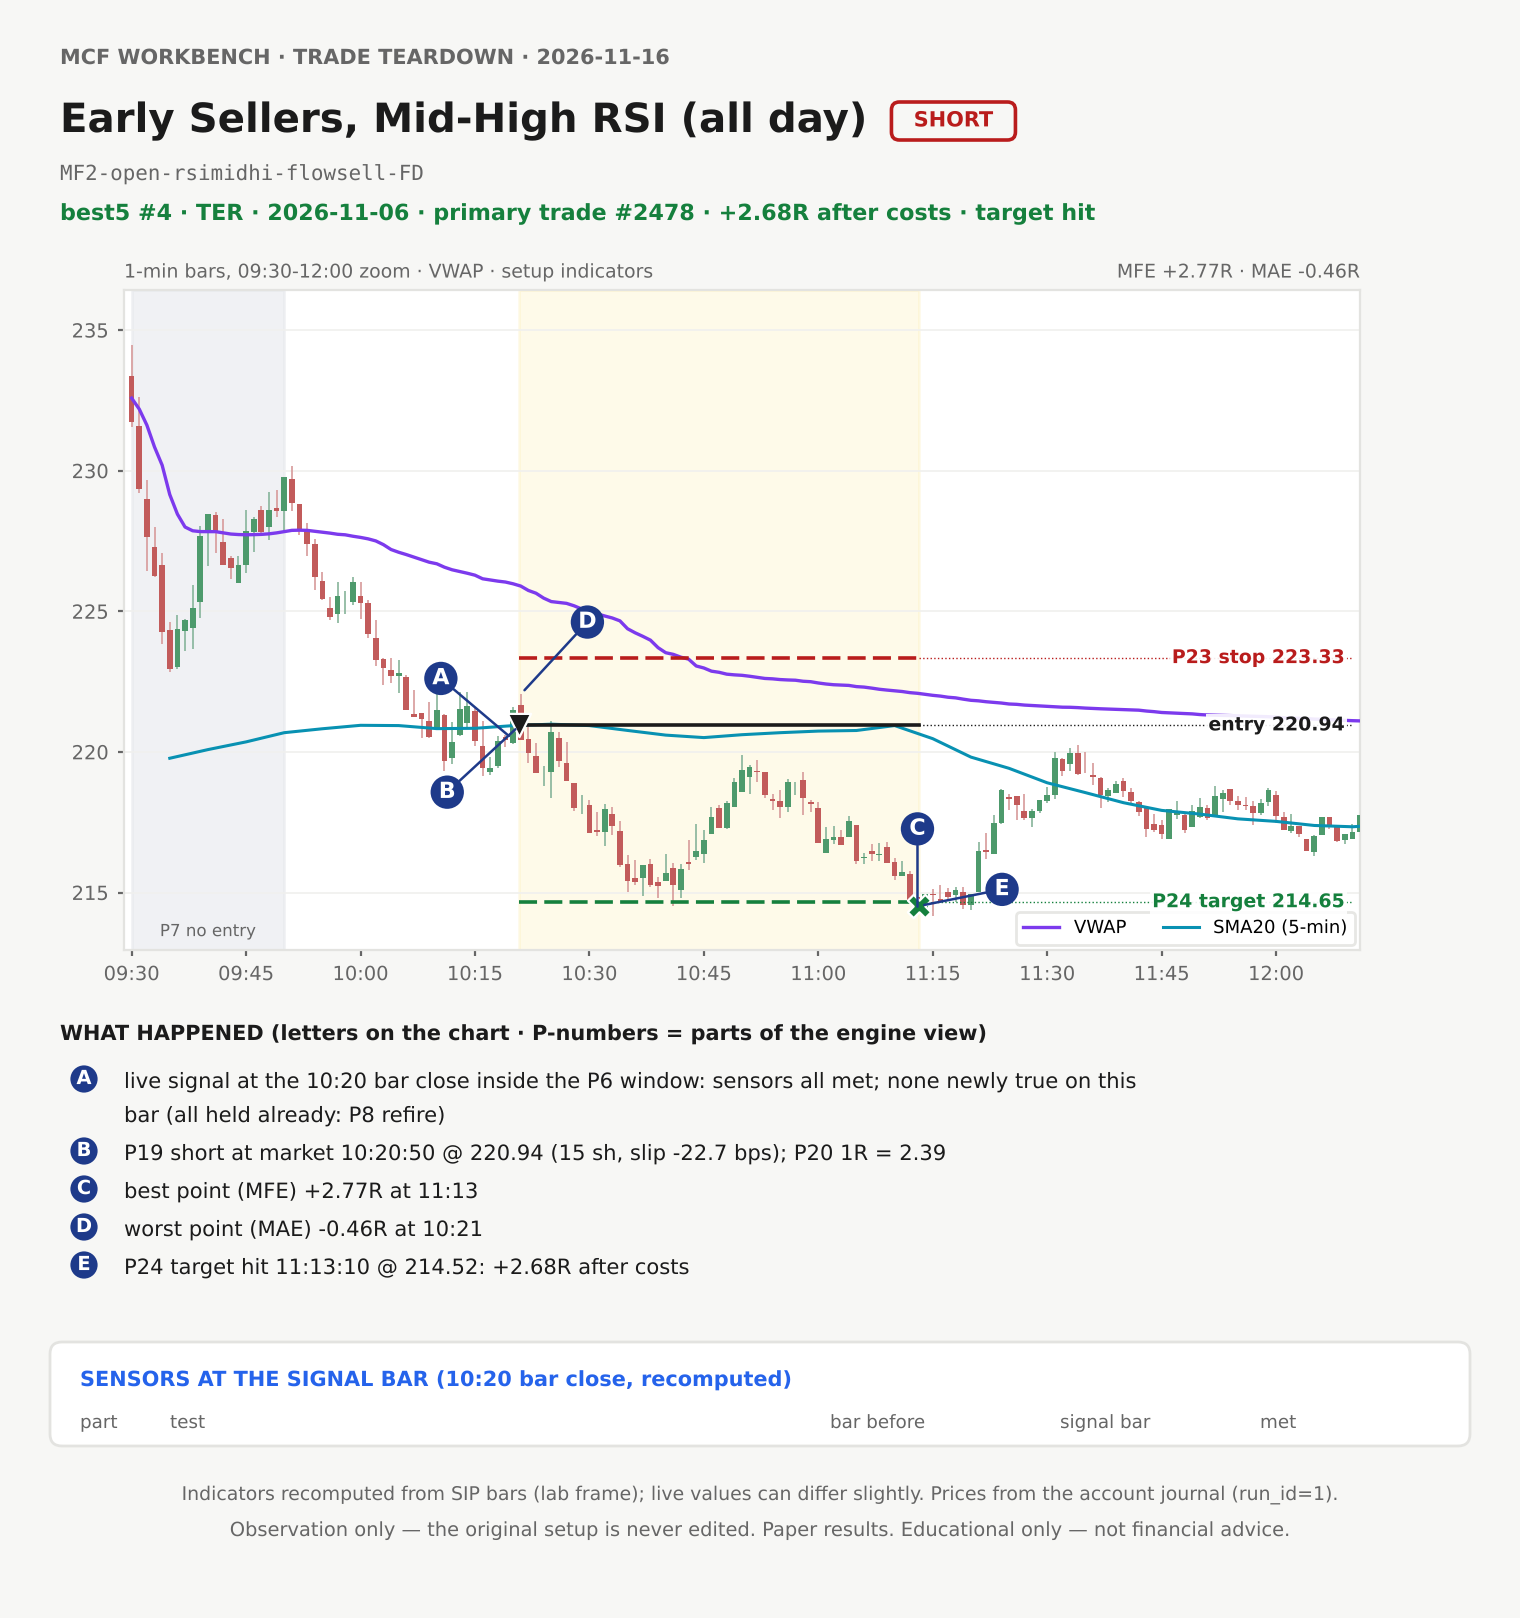 MCF WORKBENCH · TRADE TEARDOWN · 2026-11-16
Early Sellers, Mid-High RSI (all day) SHORT
MF2-open-rsimidhi-flowsell-FD
best5 #4 · TER · 2026-11-06 · primary trade #2478 · +2.68R after costs · target hit
1-min bars, 09:30-12:00 zoom · VWAP · setup indicators MFE +2.77R · MAE -0.46R
235
230
225
D
P23 stop 223.33
A
entry 220.94
220
B
C
E
215
P24 target 214.65
P7 no entry
VWAP SMA20 (5-min)
09:30 09:45 10:00 10:15 10:30 10:45 11:00 11:15 11:30 11:45 12:00
WHAT HAPPENED (letters on the chart · P-numbers = parts of the engine view)
A live signal at the 10:20 bar close inside the P6 window: sensors all met; none newly true on this
bar (all held already: P8 refire)
B P19 short at market 10:20:50 @ 220.94 (15 sh, slip -22.7 bps); P20 1R = 2.39
C best point (MFE) +2.77R at 11:13
D worst point (MAE) -0.46R at 10:21
E P24 target hit 11:13:10 @ 214.52: +2.68R after costs
SENSORS AT THE SIGNAL BAR (10:20 bar close, recomputed)
part test bar before signal bar met
Indicators recomputed from SIP bars (lab frame); live values can differ slightly. Prices from the account journal (run_id=1).
Observation only — the original setup is never edited. Paper results. Educational only — not financial advice.